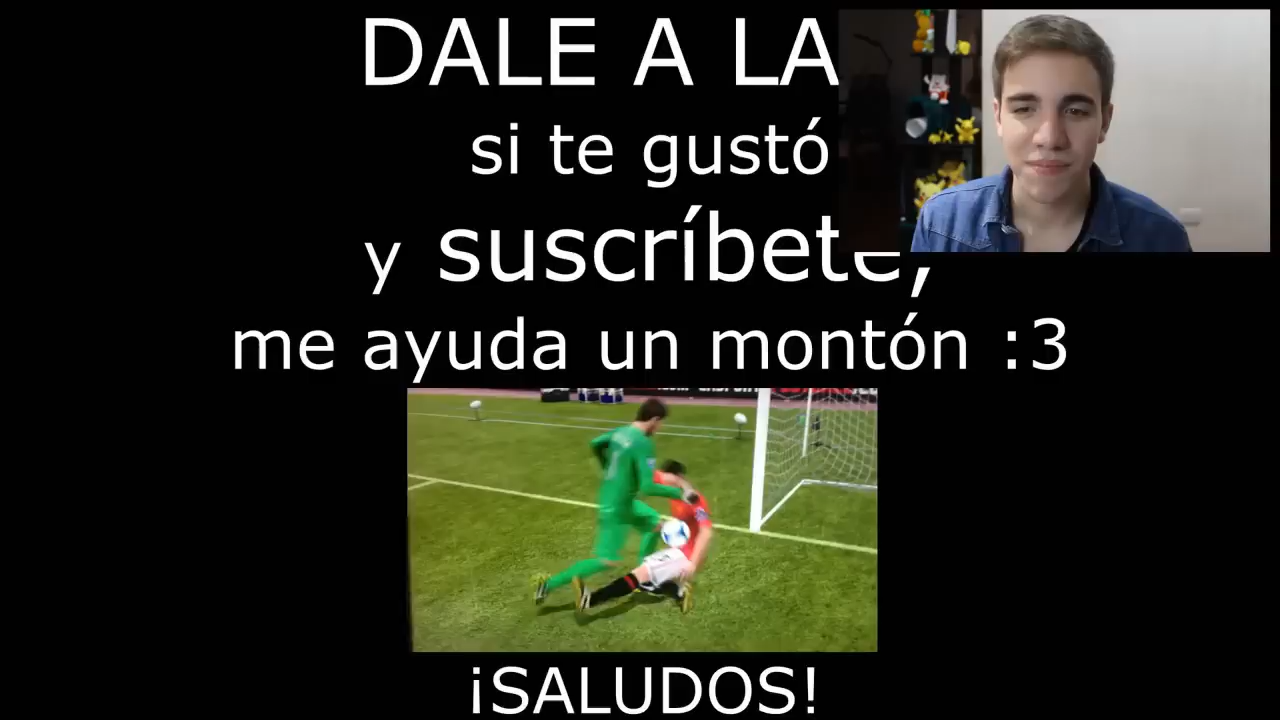 DALE A LA
si te gustó
y suscríbete,
me ayuda un montón :3
¡SALUDOS!